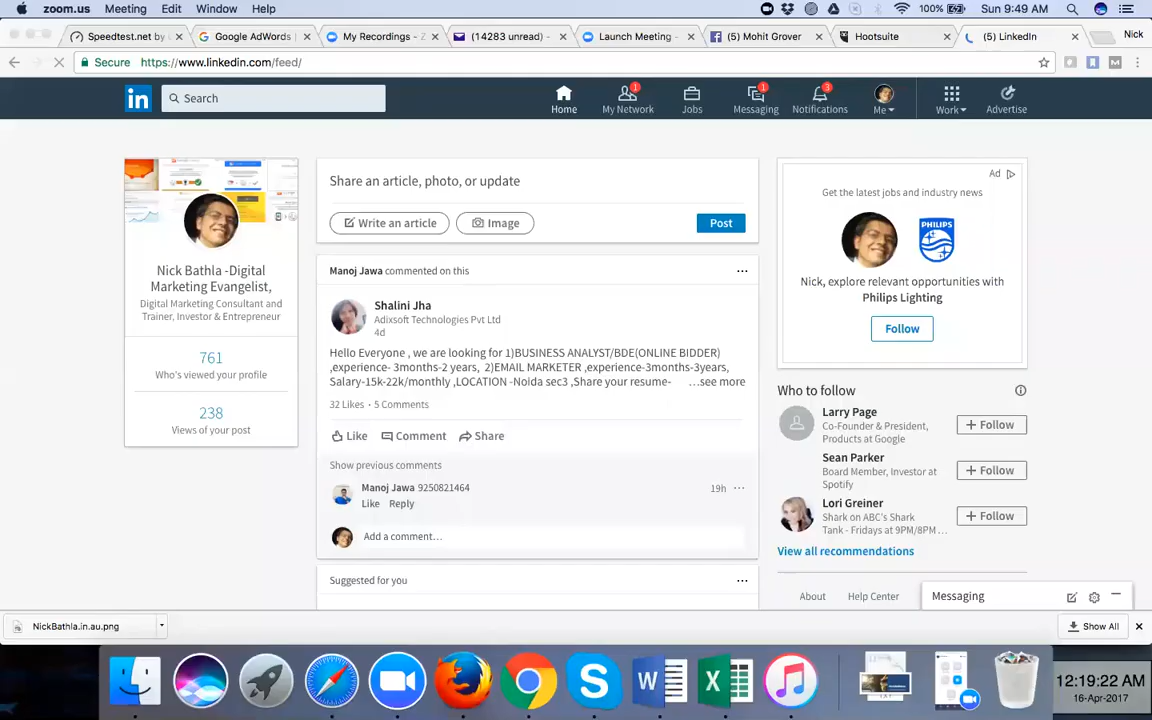 zoom.us Meeting Edit Window Help 100% Sun 9:49 AM
Speedtest.net by
Google AdWords
My Recordings - Z
(14283 unread) -
Launch Meeting -
(5) Mohit Grover
Hootsuite
(5) LinkedIn
Nick
Secure https://www.linkedin.com/feed/
in
Search
Home
1
My Network
Jobs
1
Messaging
3
Notifications
Me
Work
Advertise
Nick Bathla -Digital
Marketing Evangelist,
Digital Marketing Consultant and
Trainer, Investor & Entrepreneur
761
Who's viewed your profile
238
Views of your post
Share an article, photo, or update
Write an article
Image
Post
Manoj Jawa commented on this
Shalini Jha
Adixsoft Technologies Pvt Ltd
4d
Hello Everyone , we are looking for 1)BUSINESS ANALYST/BDE(ONLINE BIDDER)
,experience- 3months-2 years, 2)EMAIL MARKETER ,experience-3months-3years,
Salary-15k-22k/monthly ,LOCATION -Noida sec3 ,Share your resume- …see more
32 Likes • 5 Comments
Like Comment Share
Show previous comments
Manoj Jawa 9250821464 19h
Like Reply
Add a comment…
Suggested for you
Ad
Get the latest jobs and industry news
PHILIPS
Nick, explore relevant opportunities with
Philips Lighting
Follow
Who to follow
Larry Page
Co-Founder & President,
Products at Google
+ Follow
Sean Parker
Board Member, Investor at
Spotify
+ Follow
Lori Greiner
Shark on ABC's Shark
Tank - Fridays at 9PM/8PM…
+ Follow
View all recommendations
About Help Center
Messaging
NickBathla.in.au.png
Show All
S
W
X
12:19:22 AM
16-Apr-2017